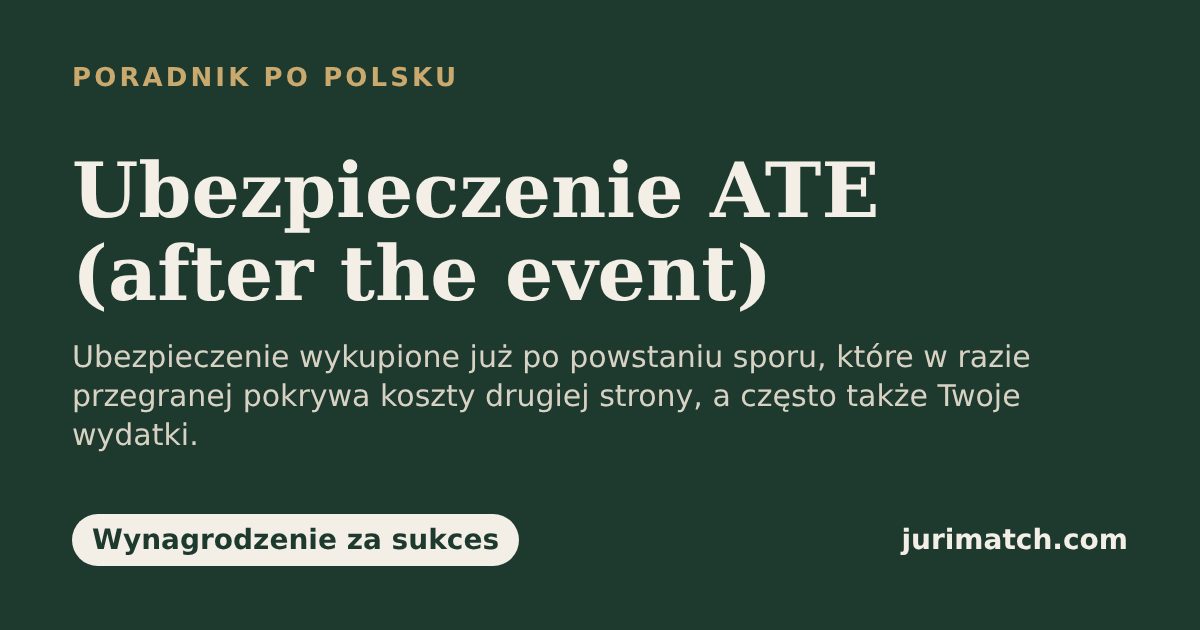 PORADNIK PO POLSKU
Ubezpieczenie ATE
(after the event)
Ubezpieczenie wykupione już po powstaniu sporu, które w razie
przegranej pokrywa koszty drugiej strony, a często także Twoje
wydatki.
Wynagrodzenie za sukces
jurimatch.com